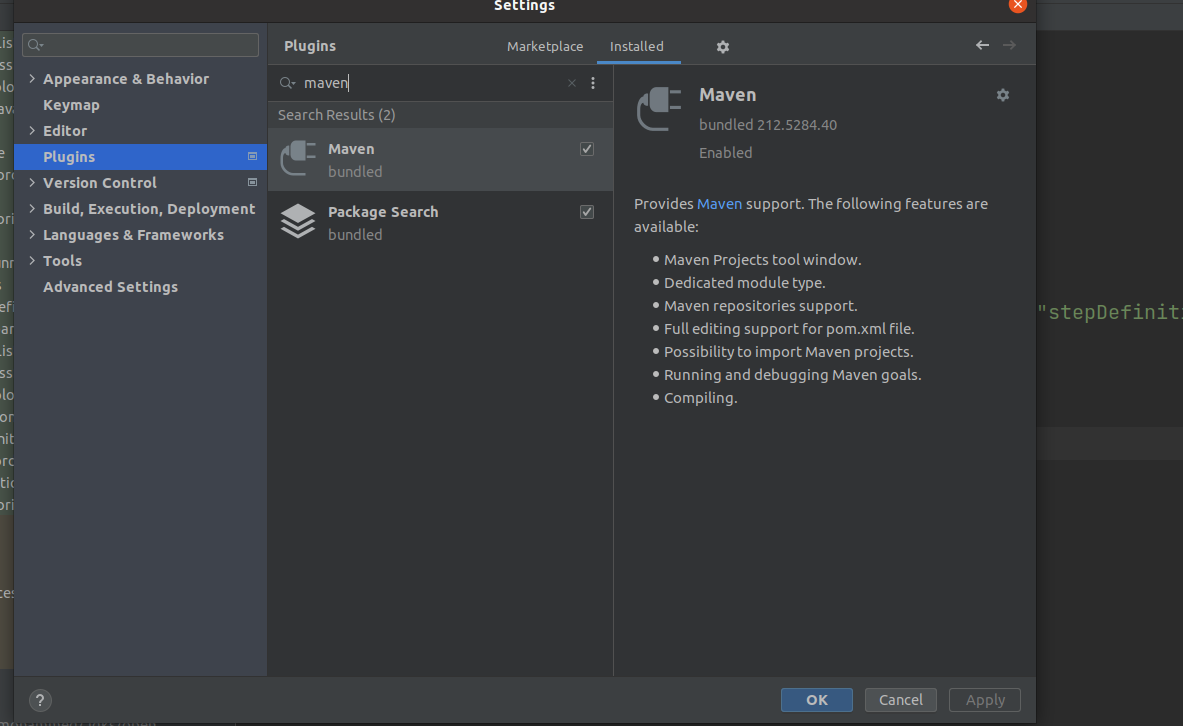 Settings
Plugins
Marketplace
Installed
Appearance & Behavior
Keymap
Editor
Plugins
Version Control
Build, Execution, Deployment
Languages & Frameworks
Tools
Advanced Settings
maven
Search Results (2)
Maven
bundled
Package Search
bundled
Maven
bundled 212.5284.40
Enabled
Provides Maven support. The following features are
available:
• Maven Projects tool window.
• Dedicated module type.
• Maven repositories support.
• Full editing support for pom.xml file.
• Possibility to import Maven projects.
• Running and debugging Maven goals.
• Compiling.
"stepDefiniti
?
OK
Cancel
Apply